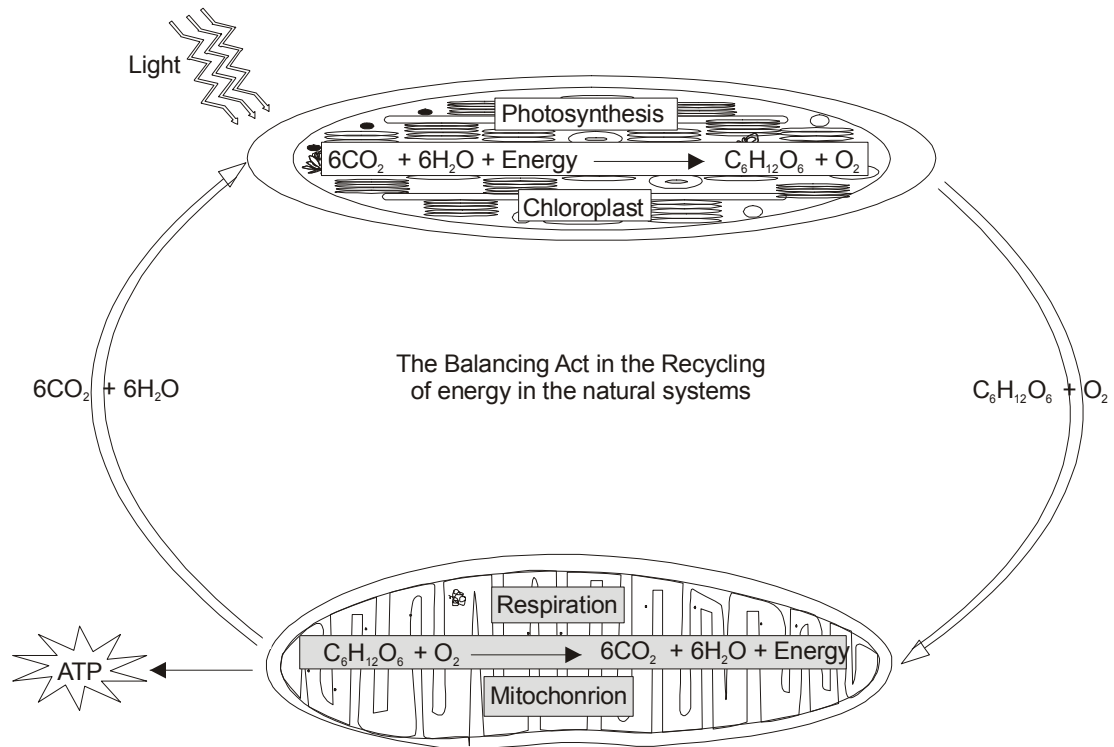 Light
Photosynthesis
6CO₂ + 6H₂O + Energy → C₆H₁₂O₆ + O₂
Chloroplast
The Balancing Act in the Recycling
of energy in the natural systems
6CO₂ + 6H₂O
C₆H₁₂O₆ + O₂
Respiration
C₆H₁₂O₆ + O₂ → 6CO₂ + 6H₂O + Energy
ATP
Mitochonrion